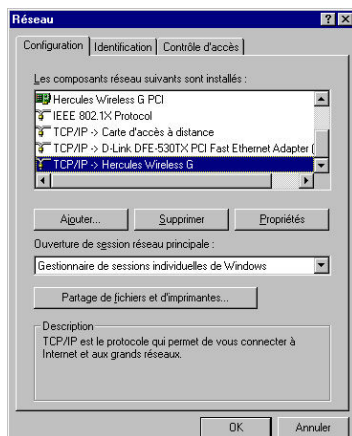 Réseau
Configuration
Identification
Contrôle d'accès
Les composants réseau suivants sont installés :
Hercules Wireless G PCI
IEEE 802.1X Protocol
TCP/IP -> Carte d'accès à distance
TCP/IP -> D-Link DFE-530TX PCI Fast Ethernet Adapter (
TCP/IP -> Hercules Wireless G
Ajouter...
Supprimer
Propriétés
Ouverture de session réseau principale :
Gestionnaire de sessions individuelles de Windows
Partage de fichiers et d'imprimantes...
Description
TCP/IP est le protocole qui permet de vous connecter à
Internet et aux grands réseaux.
OK
Annuler